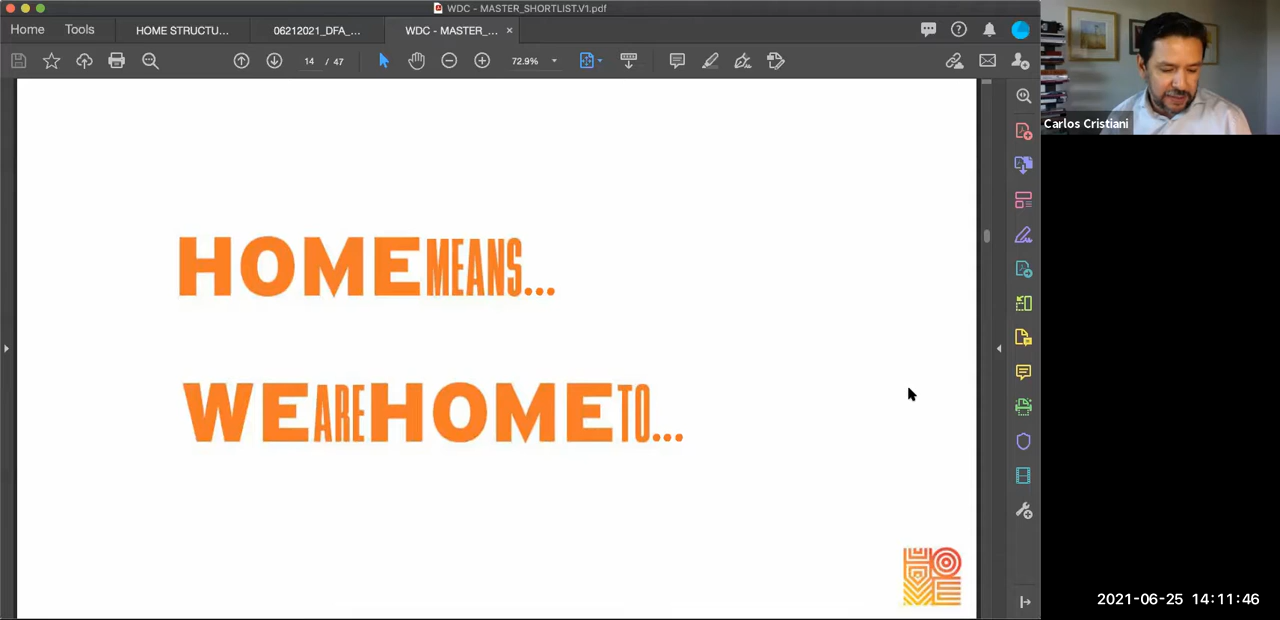 WDC - MASTER_SHORTLIST.V1.pdf
Home Tools HOME STRUCTU... 06212021_DFA_... WDC - MASTER_... ×
14 / 47 72.9%
Carlos Cristiani
HOMEMEANS...
WEAREHOMETO...
HOME
2021-06-25 14:11:46